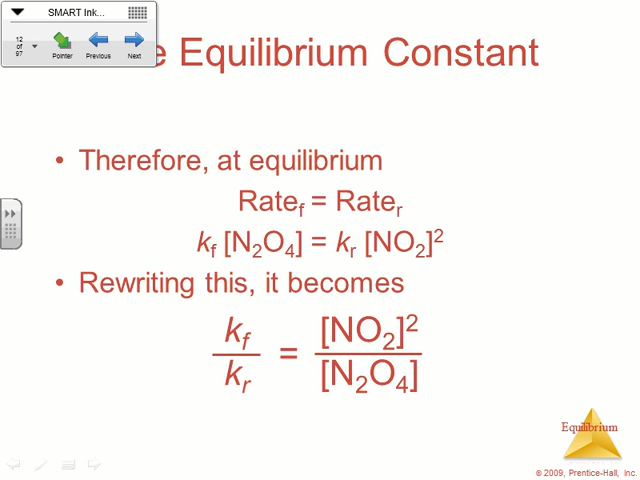 SMART Ink...
12
of
97
Pointer Previous Next
e Equilibrium Constant
• Therefore, at equilibrium
Rate_f = Rate_r
k_f [N₂O₄] = k_r [NO₂]²
• Rewriting this, it becomes
k_f / k_r = [NO₂]² / [N₂O₄]
Equilibrium
© 2009, Prentice-Hall, Inc.